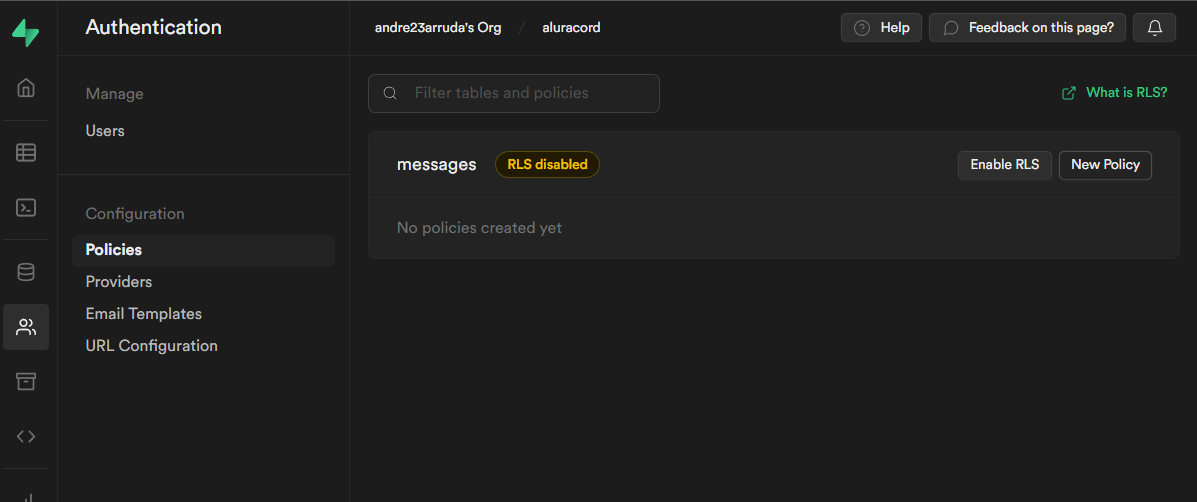 Authentication
andre23arruda's Org / aluracord
Help
Feedback on this page?
Manage
Users
Configuration
Policies
Providers
Email Templates
URL Configuration
Filter tables and policies
What is RLS?
messages
RLS disabled
Enable RLS
New Policy
No policies created yet